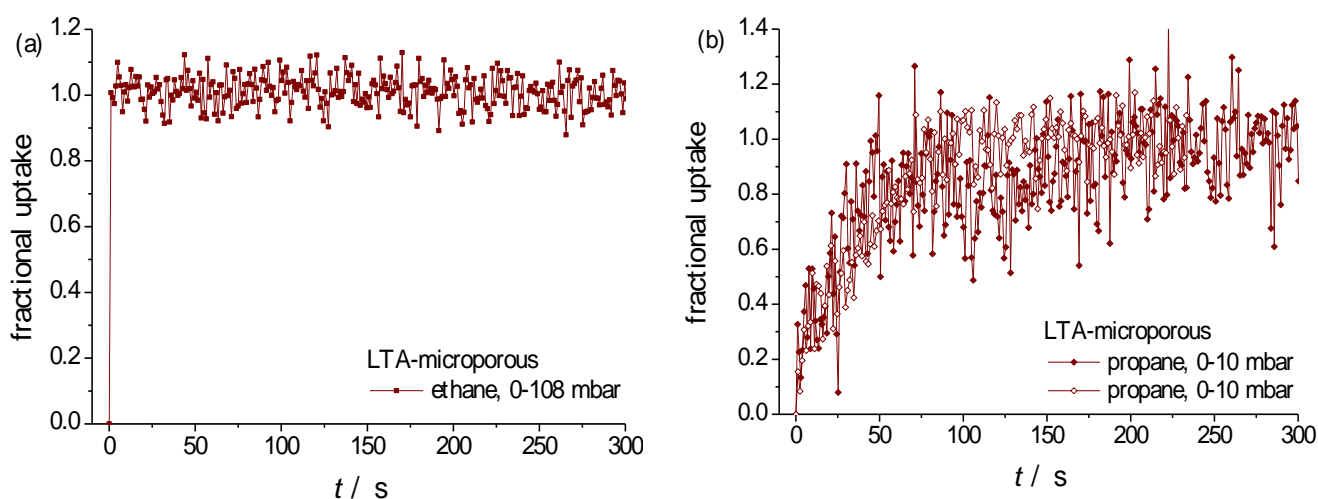 (a)
1.2
1.0
0.8
0.6
0.4
0.2
0.0
fractional uptake
LTA-microporous
ethane, 0-108 mbar
0 50 100 150 200 250 300
t / s
(b)
1.4
1.2
1.0
0.8
0.6
0.4
0.2
0.0
fractional uptake
LTA-microporous
propane, 0-10 mbar
propane, 0-10 mbar
0 50 100 150 200 250 300
t / s